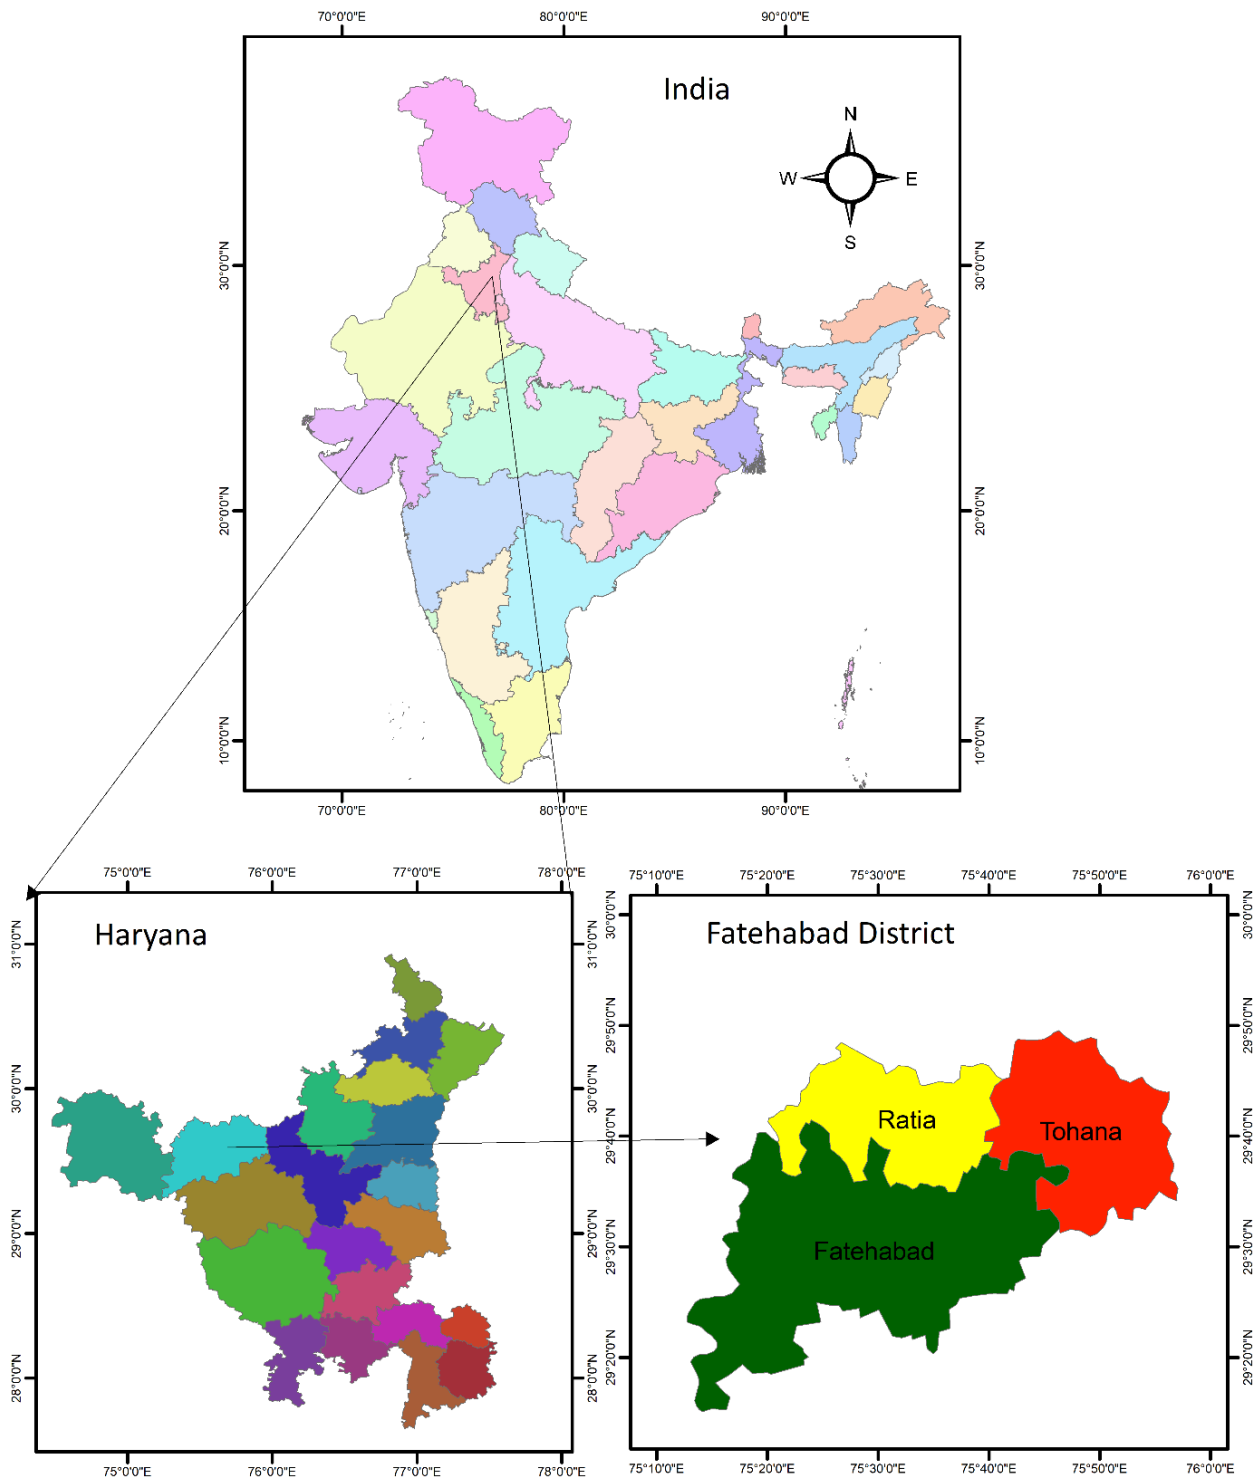 70°0'0"E 80°0'0"E 90°0'0"E
India
N
W E
S
30°0'0"N 30°0'0"N
20°0'0"N 20°0'0"N
10°0'0"N 10°0'0"N
70°0'0"E 80°0'0"E 90°0'0"E
75°0'0"E 76°0'0"E 77°0'0"E 78°0'0"E
Haryana
31°0'0"N 31°0'0"N
30°0'0"N 30°0'0"N
29°0'0"N 29°0'0"N
28°0'0"N 28°0'0"N
75°0'0"E 76°0'0"E 77°0'0"E 78°0'0"E
75°10'0"E 75°20'0"E 75°30'0"E 75°40'0"E 75°50'0"E 76°0'0"E
Fatehabad District
30°0'0"N 30°0'0"N
29°50'0"N 29°50'0"N
Ratia
Tohana
29°40'0"N 29°40'0"N
Fatehabad
29°30'0"N 29°30'0"N
29°20'0"N 29°20'0"N
75°10'0"E 75°20'0"E 75°30'0"E 75°40'0"E 75°50'0"E 76°0'0"E